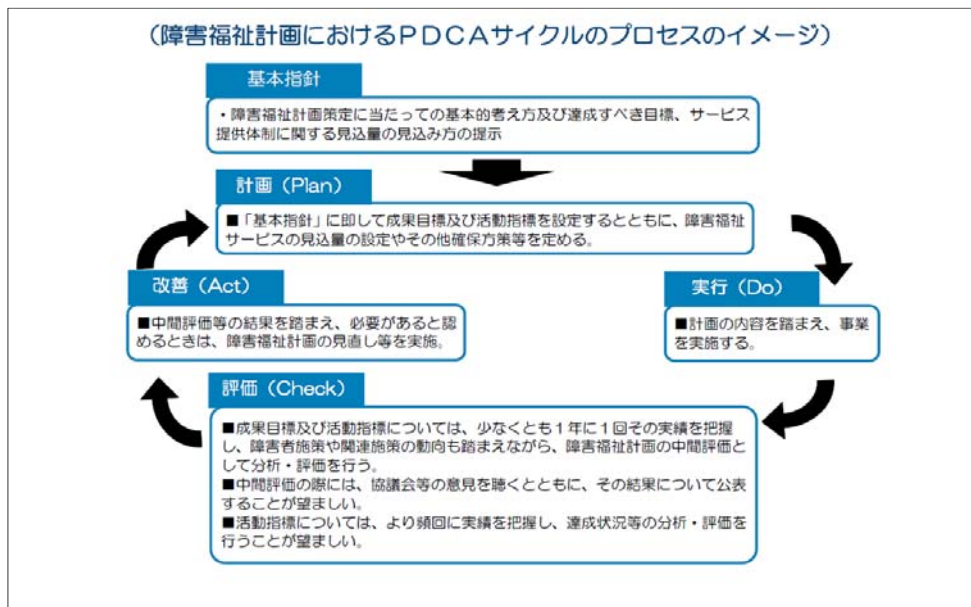 (障害福祉計画におけるPDCAサイクルのプロセスのイメージ)
基本指針
・障害福祉計画策定に当たっての基本的考え方及び達成すべき目標、サービス
提供体制に関する見込量の見込み方の提示
計画(Plan)
■「基本指針」に即して成果目標及び活動指標を設定するとともに、障害福祉
サービスの見込量の設定やその他確保方策等を定める。
改善(Act)
■中間評価等の結果を踏まえ、必要があると認
めるときは、障害福祉計画の見直し等を実施。
実行(Do)
■計画の内容を踏まえ、事業
を実施する。
評価(Check)
■成果目標及び活動指標については、少なくとも1年に1回その実績を把握
し、障害者施策や関連施策の動向も踏まえながら、障害福祉計画の中間評価と
して分析・評価を行う。
■中間評価の際には、協議会等の意見を聴くとともに、その結果について公表
することが望ましい。
■活動指標については、より頻回に実績を把握し、達成状況等の分析・評価を
行うことが望ましい。